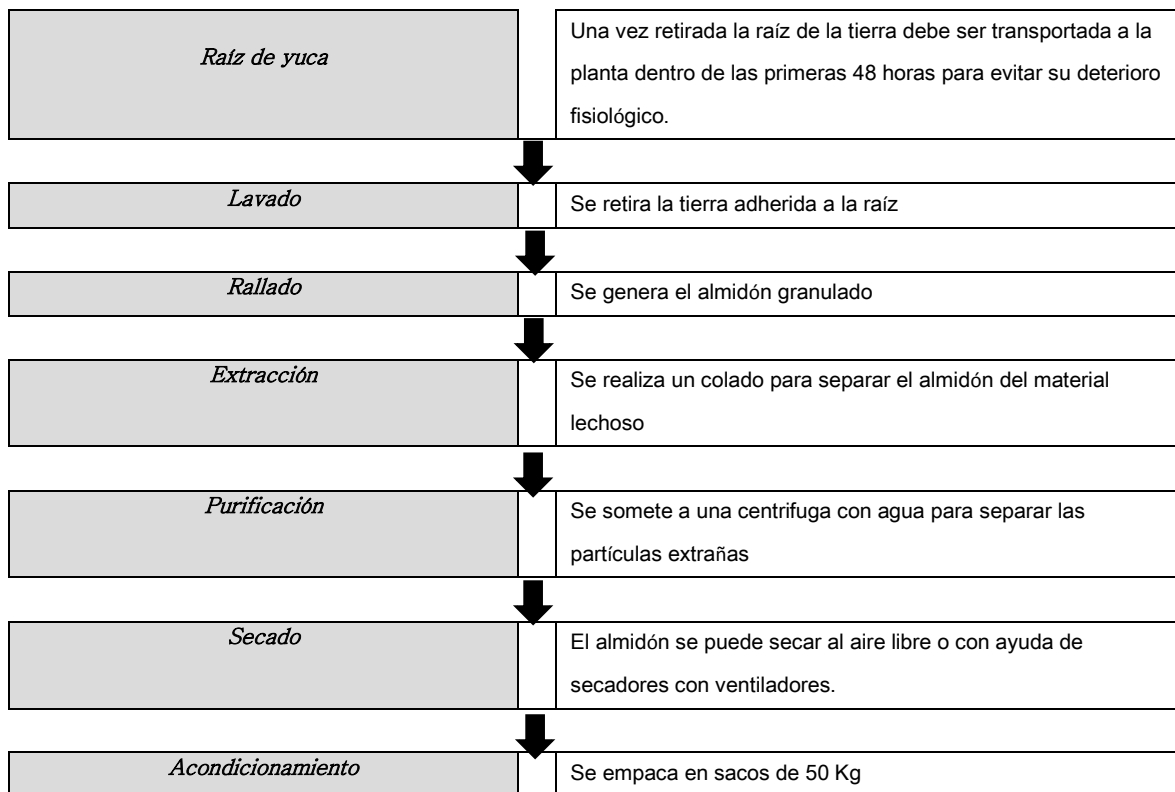 Raíz de yuca
Una vez retirada la raíz de la tierra debe ser transportada a la
planta dentro de las primeras 48 horas para evitar su deterioro
fisiológico.
Lavado
Se retira la tierra adherida a la raíz
Rallado
Se genera el almidón granulado
Extracción
Se realiza un colado para separar el almidón del material
lechoso
Purificación
Se somete a una centrifuga con agua para separar las
partículas extrañas
Secado
El almidón se puede secar al aire libre o con ayuda de
secadores con ventiladores.
Acondicionamiento
Se empaca en sacos de 50 Kg